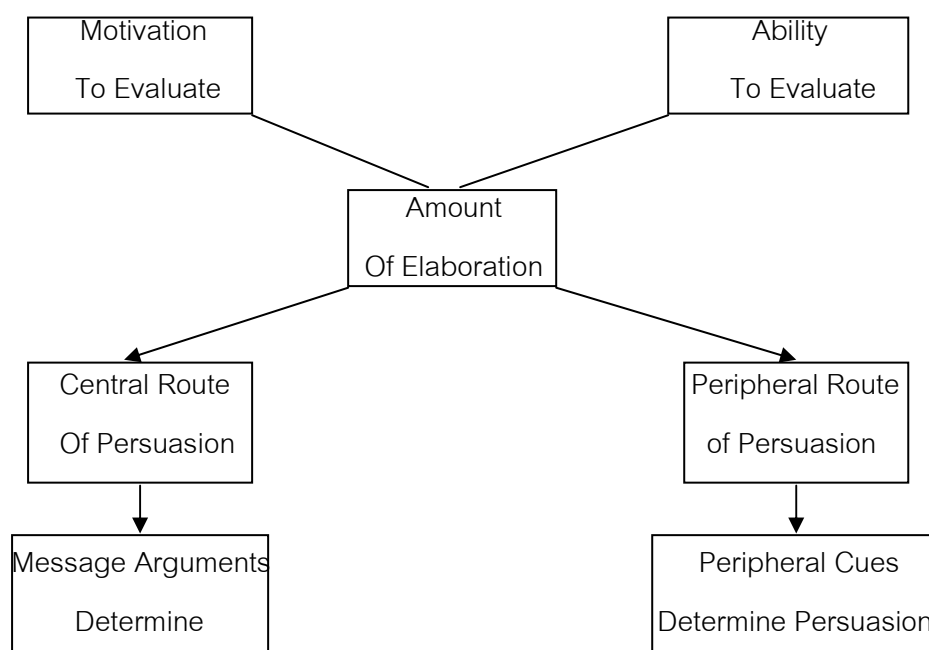 Motivation
To Evaluate
Ability
To Evaluate
Amount
Of Elaboration
Central Route
Of Persuasion
Peripheral Route
of Persuasion
Message Arguments
Determine
Peripheral Cues
Determine Persuasion